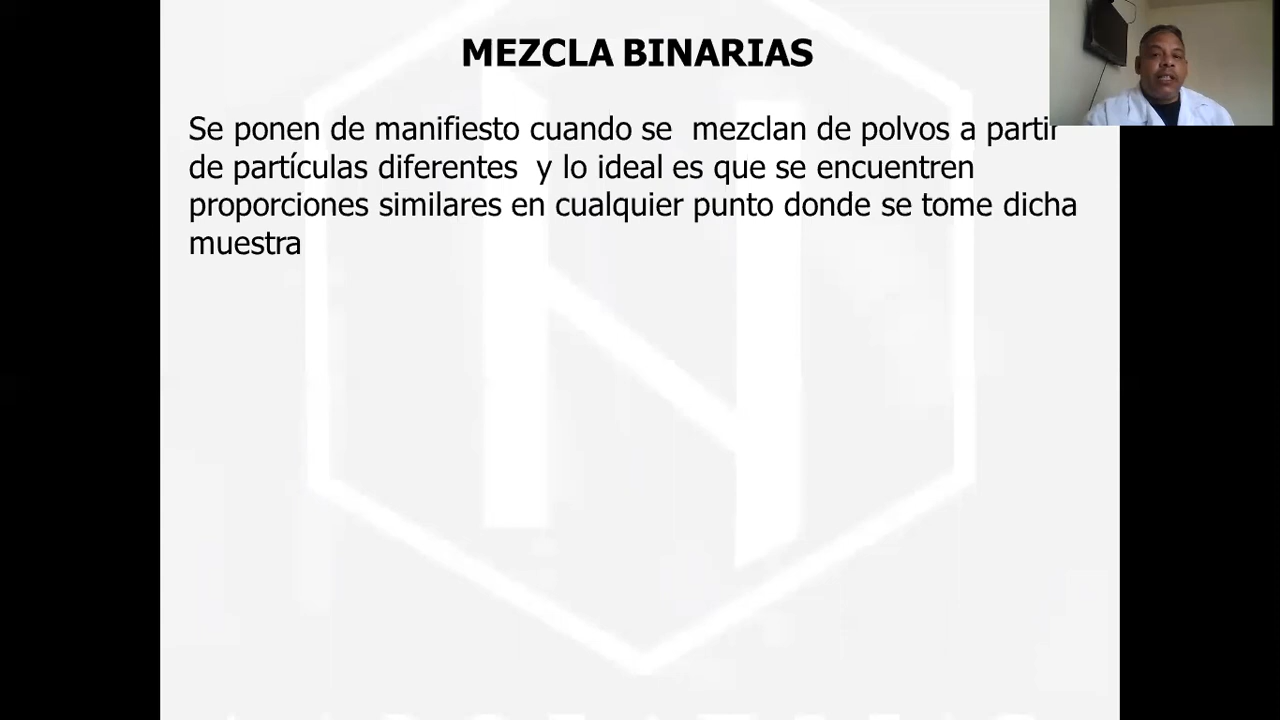 MEZCLA BINARIAS
Se ponen de manifiesto cuando se mezclan de polvos a partir
de partículas diferentes y lo ideal es que se encuentren
proporciones similares en cualquier punto donde se tome dicha
muestra